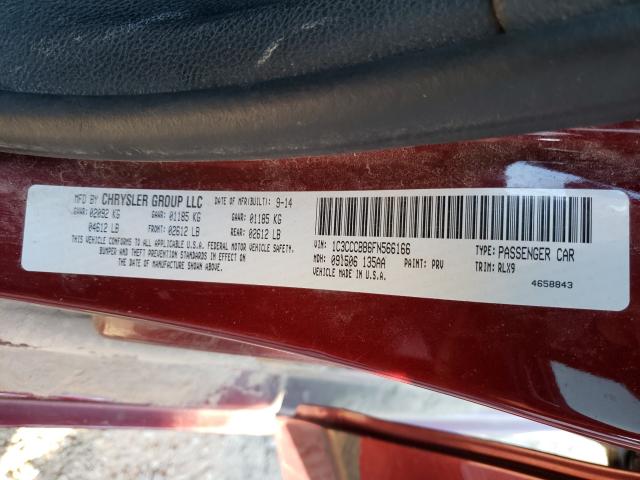 MFD BY CHRYSLER GROUP LLC DATE OF MFR(BUILT): 9-14
GVWR: 02092 KG GAWR: 01185 KG GAWR: 01185 KG
04612 LB FRONT: 02612 LB REAR: 02612 LB
THIS VEHICLE CONFORMS TO ALL APPLICABLE U.S.A. FEDERAL MOTOR VEHICLE SAFETY,
BUMPER AND THEFT PREVENTION STANDARDS IN EFFECT ON
THE DATE OF MANUFACTURE SHOWN ABOVE.
VIN: 1C3CCCBB6FN566166 TYPE: PASSENGER CAR
MDH: 091506 135AA PAINT: PRV TRIM: RLX9
VEHICLE MADE IN U.S.A.
4658843